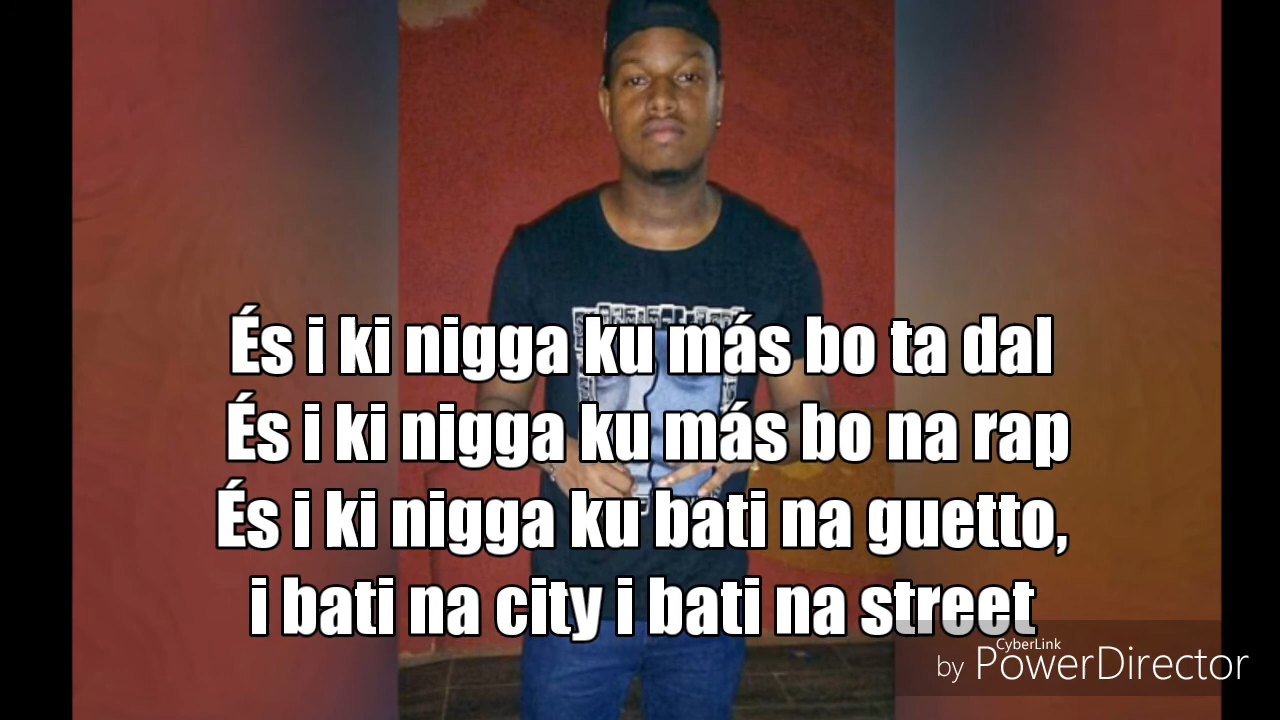 És i ki nigga ku más bo ta dal
És i ki nigga ku más bo na rap
És i ki nigga ku bati na guetto,
i bati na city i bati na street
CyberLink
by PowerDirector